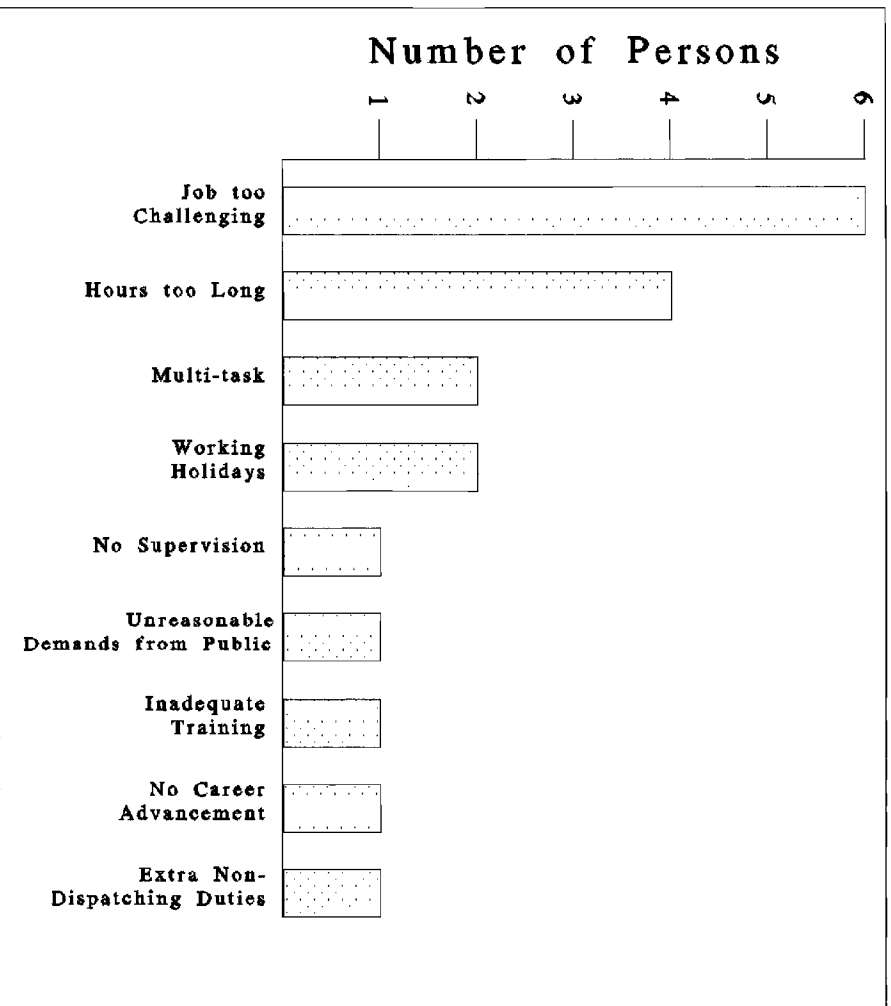 Number of Persons
1 2 3 4 5 6
Job too
Challenging
Hours too Long
Multi-task
Working
Holidays
No Supervision
Unreasonable
Demands from Public
Inadequate
Training
No Career
Advancement
Extra Non-
Dispatching Duties